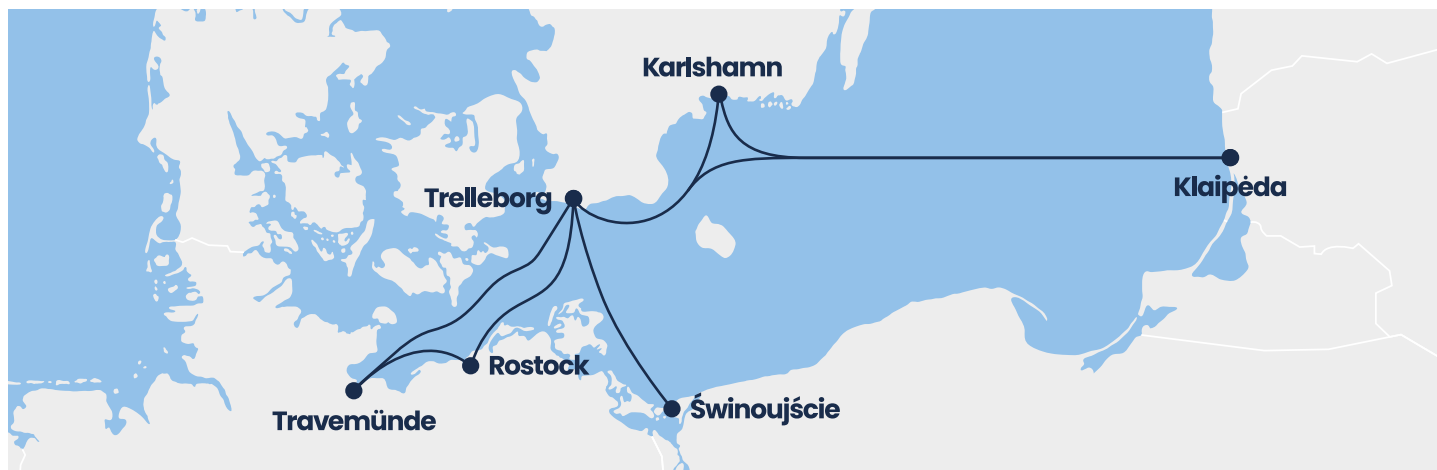 Karlshamn
Klaipėda
Trelleborg
Rostock
Świnoujście
Travemünde